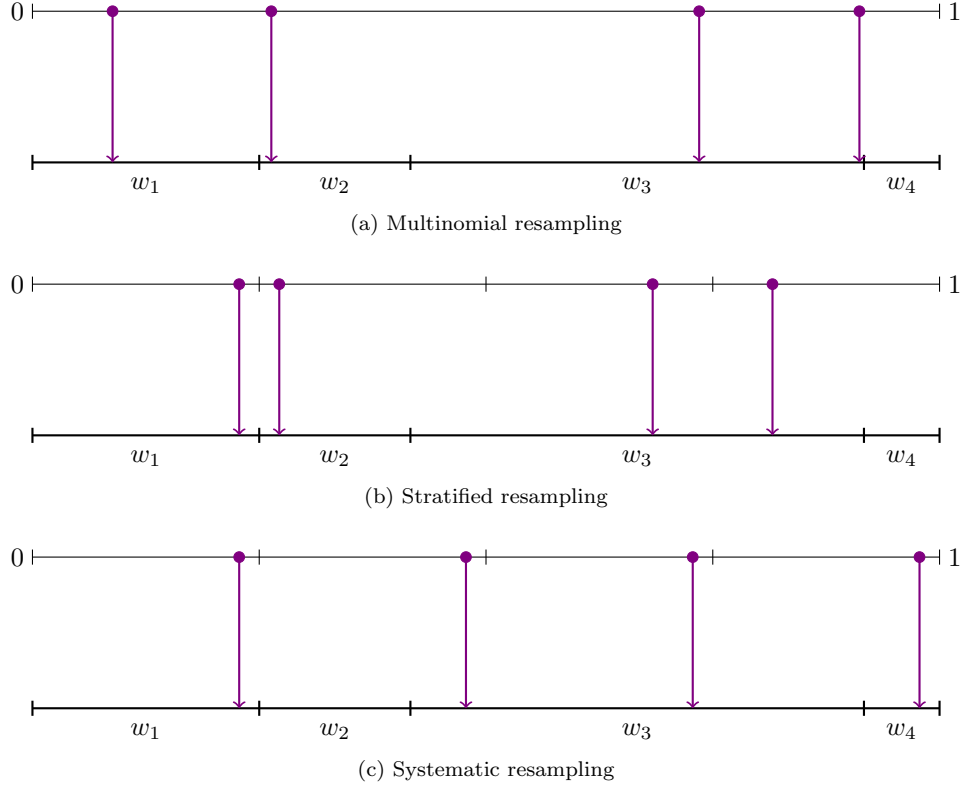 0 1
w₁ w₂ w₃ w₄
(a) Multinomial resampling
0 1
w₁ w₂ w₃ w₄
(b) Stratified resampling
0 1
w₁ w₂ w₃ w₄
(c) Systematic resampling